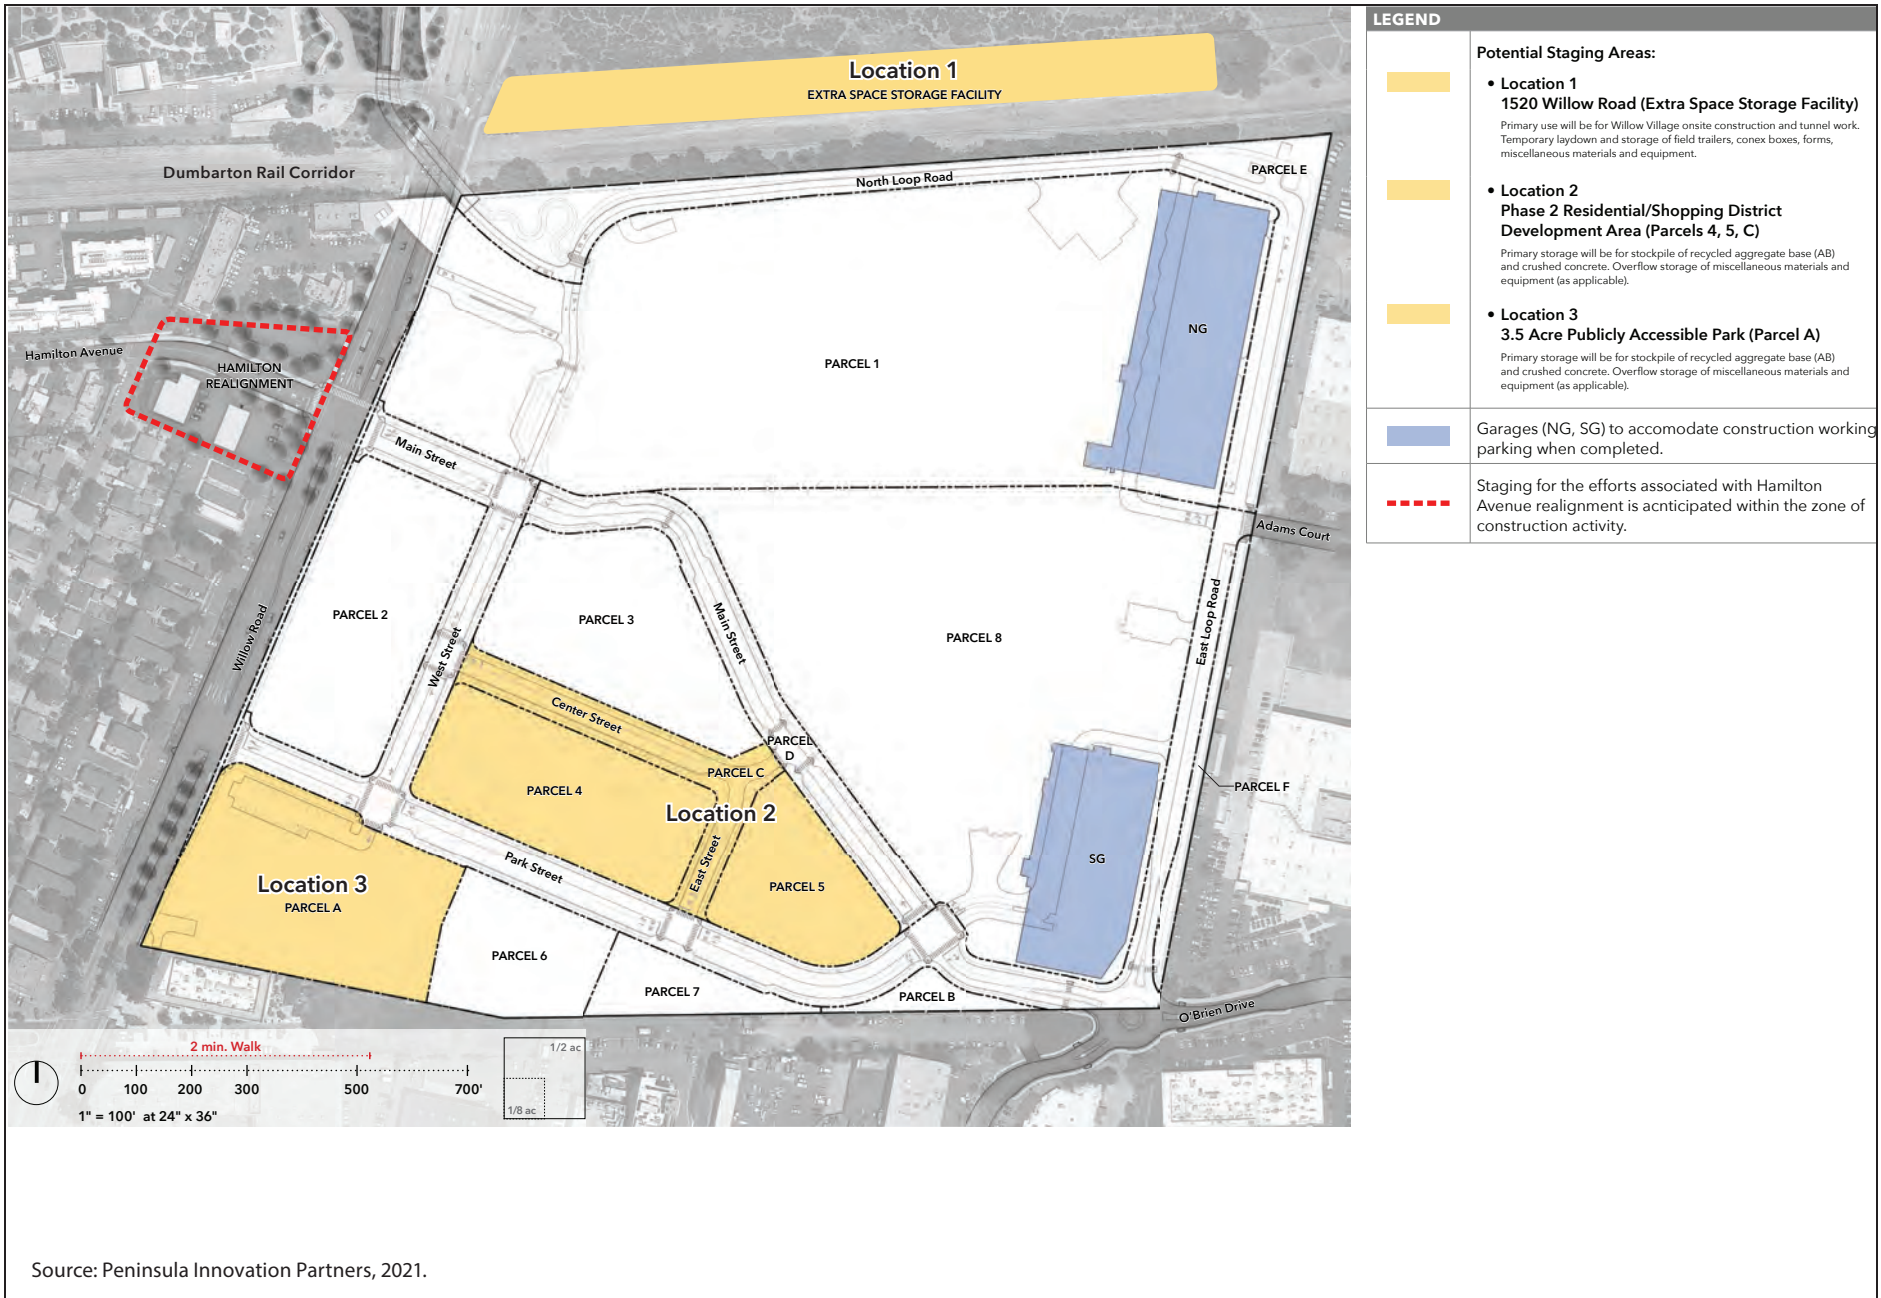 Location 1
EXTRA SPACE STORAGE FACILITY
Dumbarton Rail Corridor
North Loop Road
PARCEL E
NG
Hamilton Avenue
HAMILTON
REALIGNMENT
PARCEL 1
Main Street
Adams Court
Willow Road
PARCEL 2
West Street
PARCEL 3
Main Street
PARCEL 8
East Loop Road
Center Street
PARCEL
D
PARCEL C
PARCEL 4
Location 2
PARCEL F
East Street
SG
Park Street
PARCEL 5
Location 3
PARCEL A
PARCEL 6
PARCEL 7
PARCEL B
O'Brien Drive
2 min. Walk
0 100 200 300 500 700'
1" = 100' at 24" x 36"
1/2 ac
1/8 ac
LEGEND
Potential Staging Areas:
• Location 1
1520 Willow Road (Extra Space Storage Facility)
Primary use will be for Willow Village onsite construction and tunnel work.
Temporary laydown and storage of field trailers, conex boxes, forms,
miscellaneous materials and equipment.
• Location 2
Phase 2 Residential/Shopping District
Development Area (Parcels 4, 5, C)
Primary storage will be for stockpile of recycled aggregate base (AB)
and crushed concrete. Overflow storage of miscellaneous materials and
equipment (as applicable).
• Location 3
3.5 Acre Publicly Accessible Park (Parcel A)
Primary storage will be for stockpile of recycled aggregate base (AB)
and crushed concrete. Overflow storage of miscellaneous materials and
equipment (as applicable).
Garages (NG, SG) to accomodate construction working
parking when completed.
Staging for the efforts associated with Hamilton
Avenue realignment is acnticipated within the zone of
construction activity.
Source: Peninsula Innovation Partners, 2021.